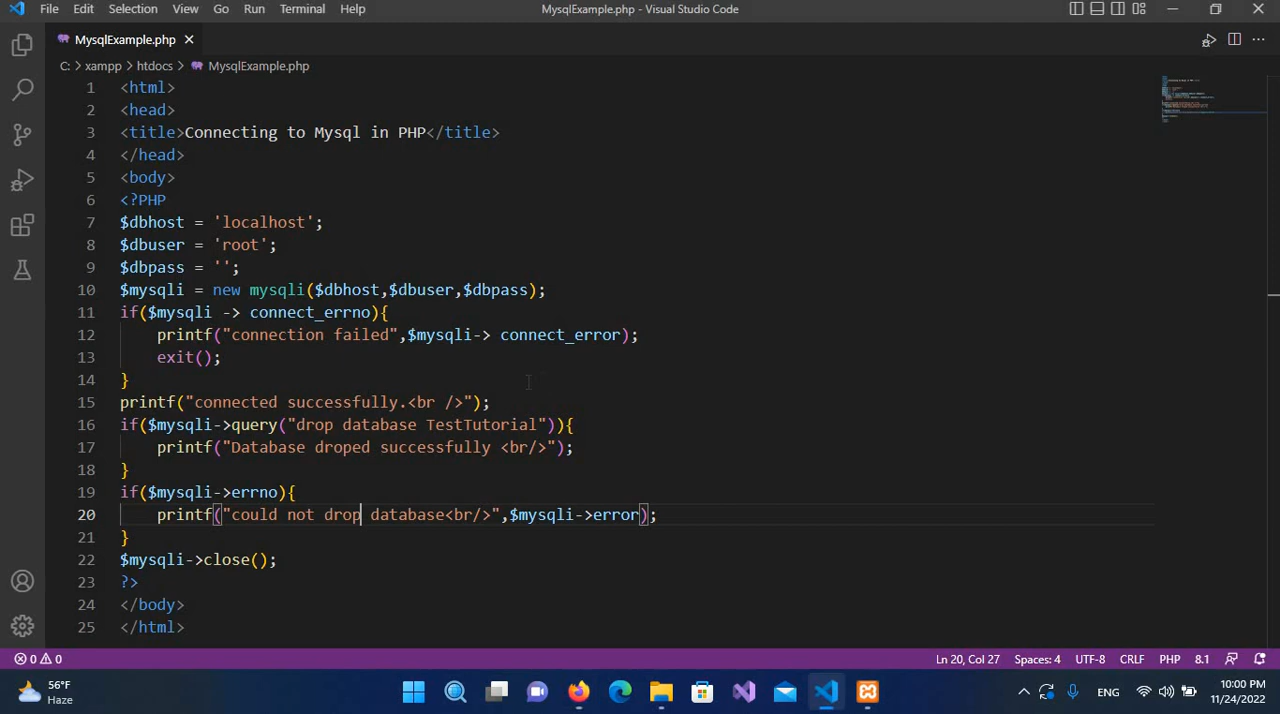 File Edit Selection View Go Run Terminal Help MysqlExample.php - Visual Studio Code
MysqlExample.php
C: > xampp > htdocs > MysqlExample.php
1 <html>
2 <head>
3 <title>Connecting to Mysql in PHP</title>
4 </head>
5 <body>
6 <?PHP
7 $dbhost = 'localhost';
8 $dbuser = 'root';
9 $dbpass = '';
10 $mysqli = new mysqli($dbhost,$dbuser,$dbpass);
11 if($mysqli -> connect_errno){
12 printf("connection failed",$mysqli-> connect_error);
13 exit();
14 }
15 printf("connected successfully.<br />");
16 if($mysqli->query("drop database TestTutorial")){
17 printf("Database droped successfully <br/>");
18 }
19 if($mysqli->errno){
20 printf("could not drop database<br/>",$mysqli->error);
21 }
22 $mysqli->close();
23 ?>
24 </body>
25 </html>
0 0 Ln 20, Col 27 Spaces: 4 UTF-8 CRLF PHP 8.1
56°F
Haze
ENG
10:00 PM
11/24/2022